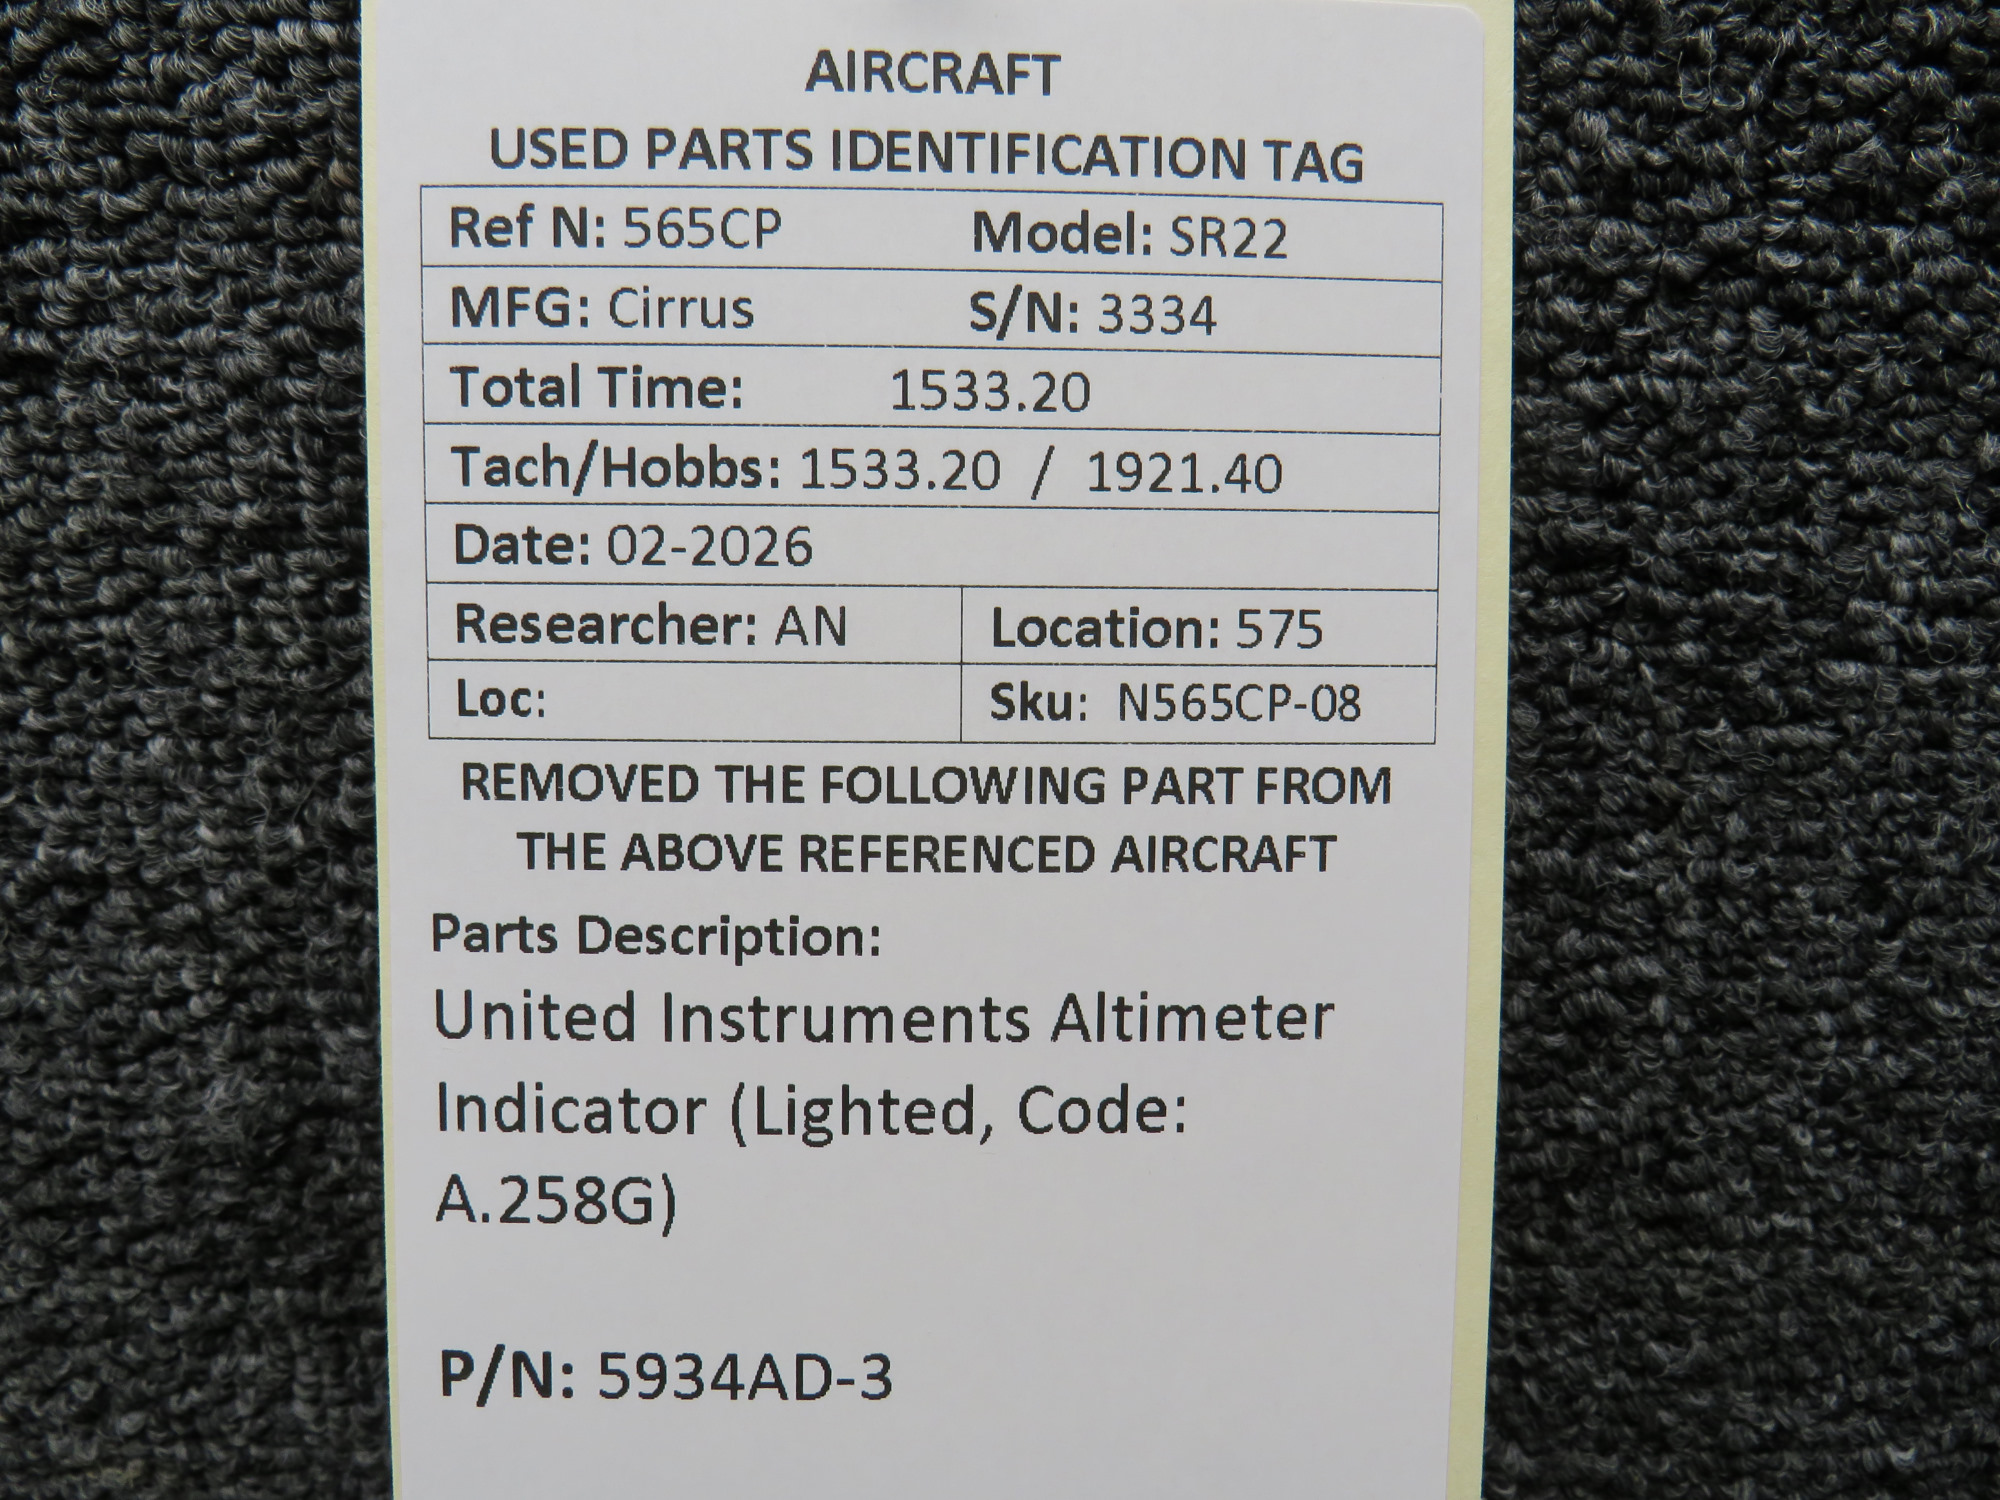 AIRCRAFT
USED PARTS IDENTIFICATION TAG
Ref N: 565CP Model: SR22
MFG: Cirrus S/N: 3334
Total Time: 1533.20
Tach/Hobbs: 1533.20 / 1921.40
Date: 02-2026
Researcher: AN Location: 575
Loc: Sku: N565CP-08
REMOVED THE FOLLOWING PART FROM
THE ABOVE REFERENCED AIRCRAFT
Parts Description:
United Instruments Altimeter
Indicator (Lighted, Code:
A.258G)
P/N: 5934AD-3